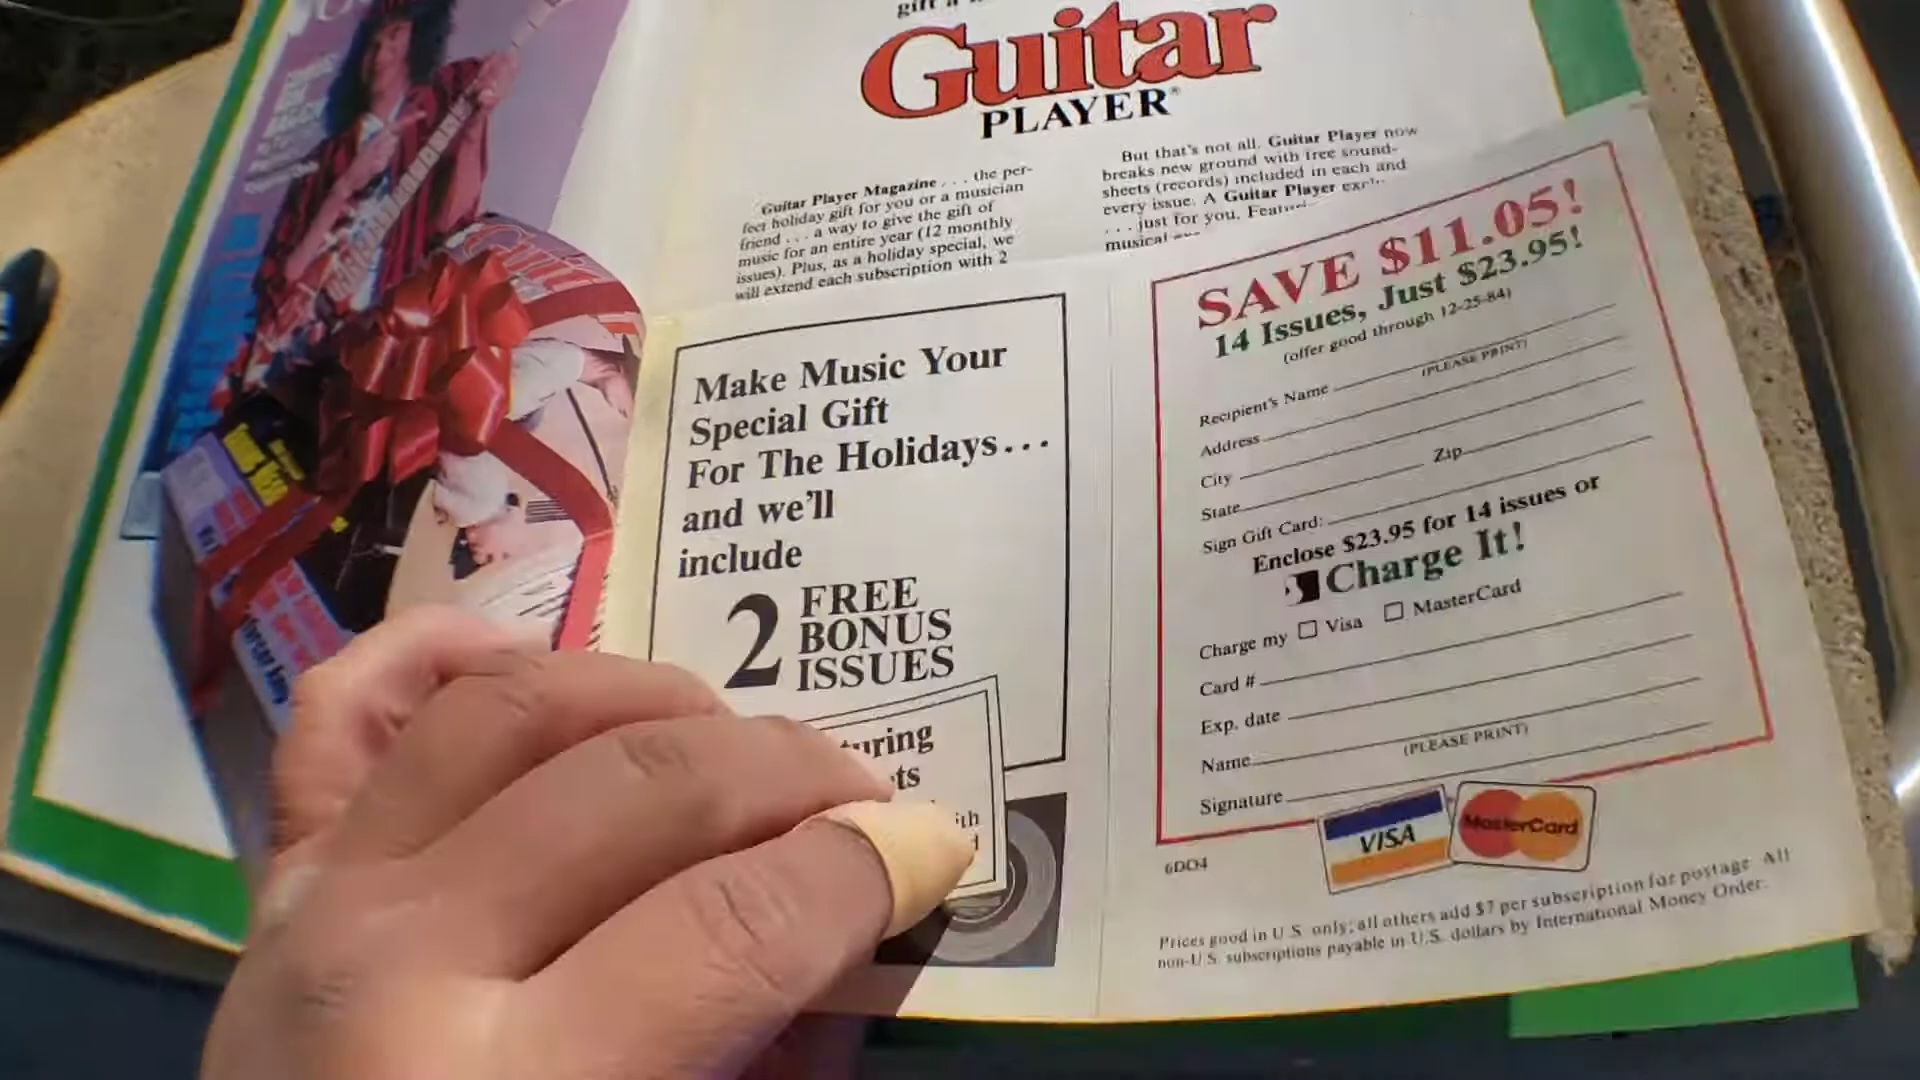 Guitar
PLAYER®
Guitar Player Magazine . . . the per-
fect holiday gift for you or a musician
friend . . . a way to give the gift of
music for an entire year (12 monthly
issues). Plus, as a holiday special, we
will extend each subscription with 2
But that's not all. Guitar Player now
breaks new ground with free sound-
sheets (records) included in each and
every issue. A Guitar Player
. . . just for you.
musical
Make Music Your
Special Gift
For The Holidays...
and we'll
include
2 FREE
BONUS
ISSUES
SAVE $11.05!
14 Issues, Just $23.95!
(offer good through 12-25-84)
Recipient's Name
(PLEASE PRINT)
Address
City
State Zip
Sign Gift Card:
Enclose $23.95 for 14 issues or
Charge It!
Charge my □ Visa □ MasterCard
Card #
Exp. date
Name
(PLEASE PRINT)
Signature
VISA
MasterCard
6DO4
Prices good in U.S. only; all others add $7 per subscription for postage. All
non-U.S. subscriptions payable in U.S. dollars by International Money Order.